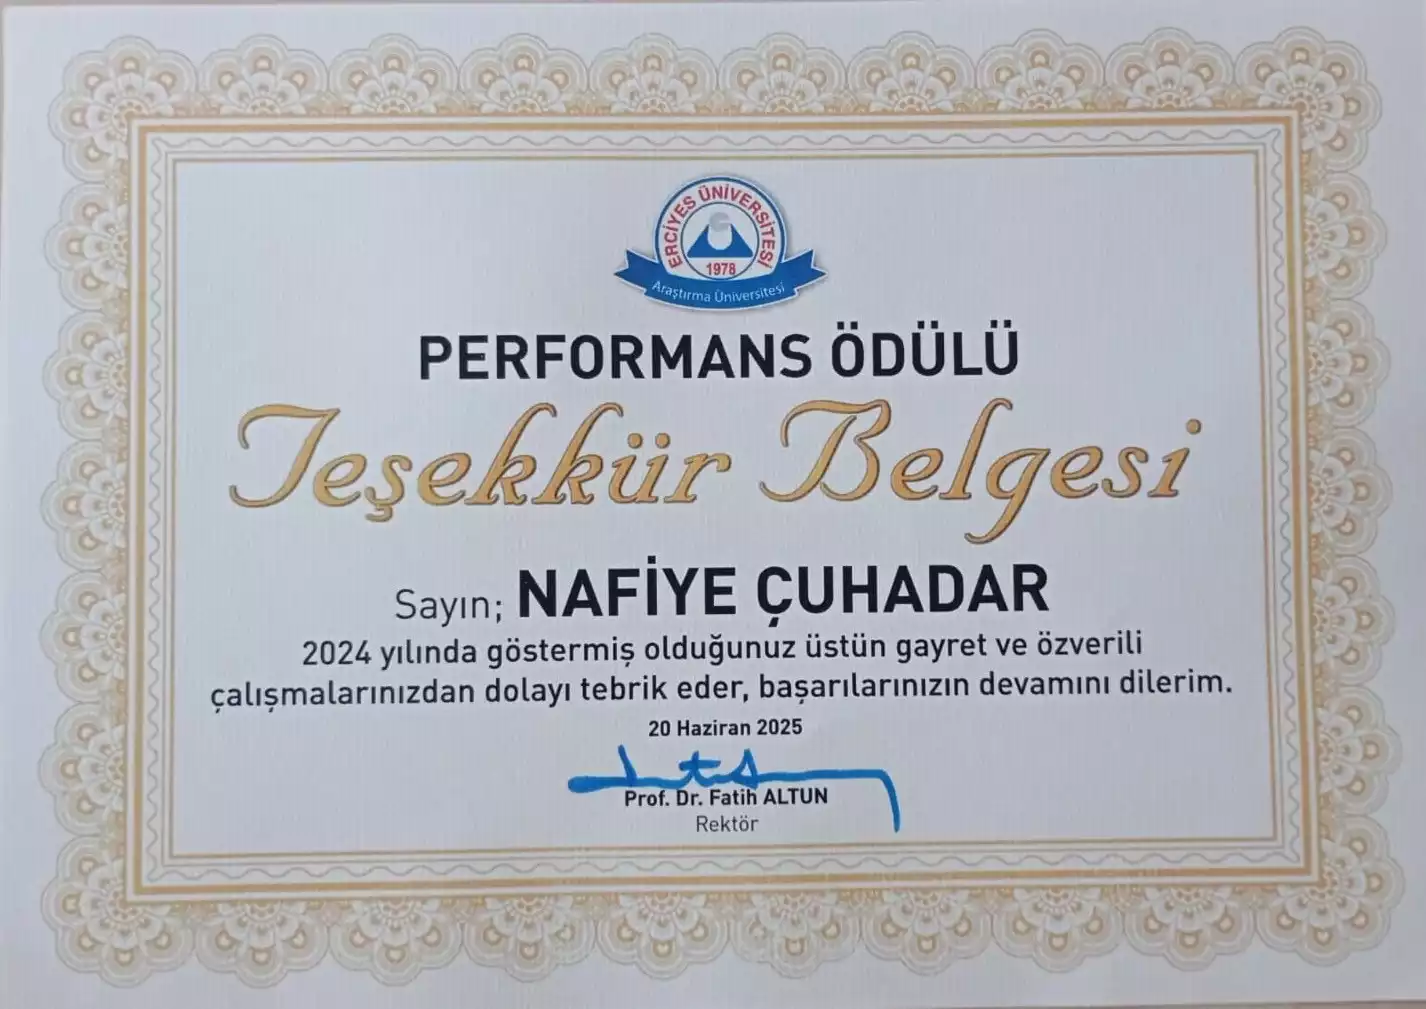 ERCİYES ÜNİVERSİTESİ
1978
Araştırma Üniversitesi
PERFORMANS ÖDÜLÜ
Teşekkür Belgesi
Sayın; NAFİYE ÇUHADAR
2024 yılında göstermiş olduğunuz üstün gayret ve özverili
çalışmalarınızdan dolayı tebrik eder, başarılarınızın devamını dilerim.
20 Haziran 2025
Prof. Dr. Fatih ALTUN
Rektör